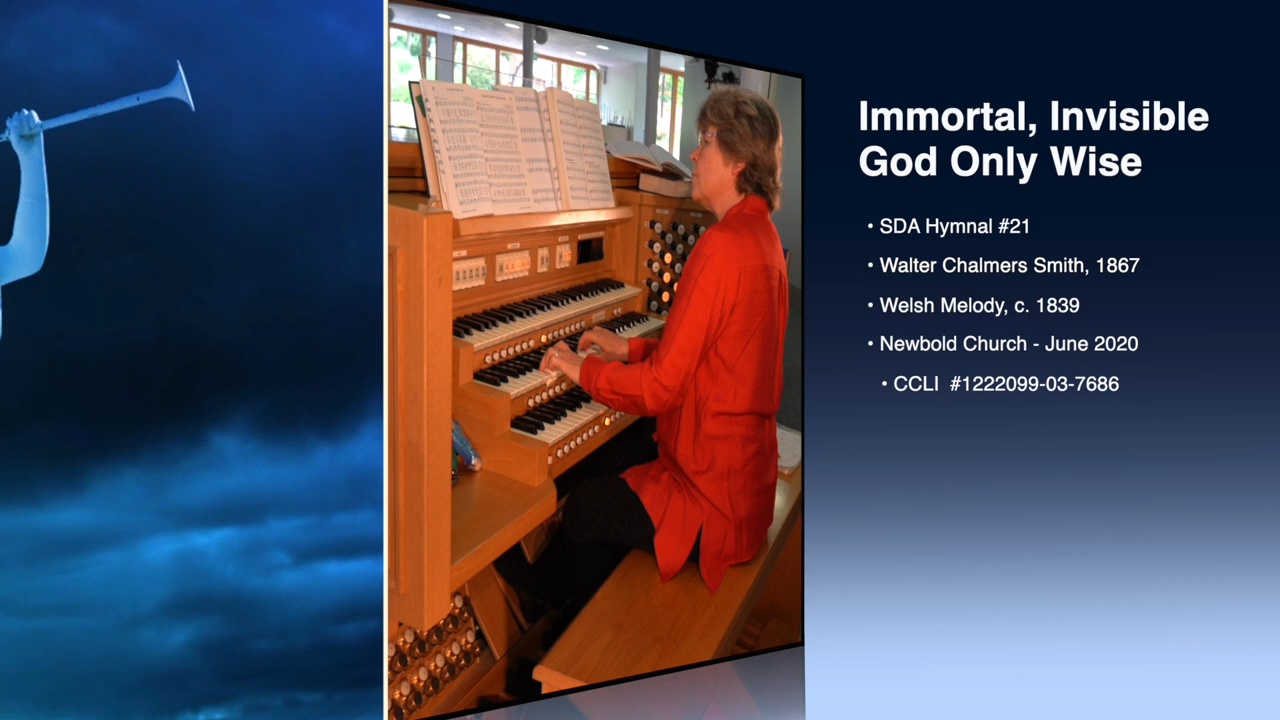 Immortal, Invisible
God Only Wise
• SDA Hymnal #21
• Walter Chalmers Smith, 1867
• Welsh Melody, c. 1839
• Newbold Church - June 2020
• CCLI  #1222099-03-7686